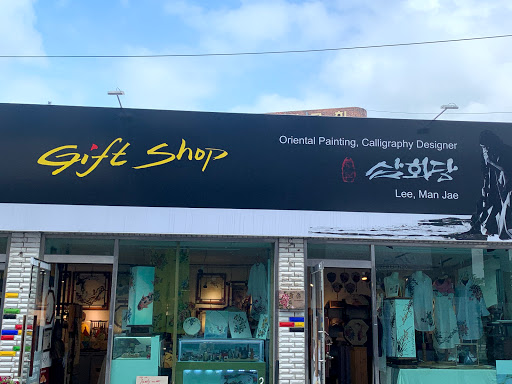 Gift Shop
Oriental Painting, Calligraphy Designer
산화당
Lee, Man Jae